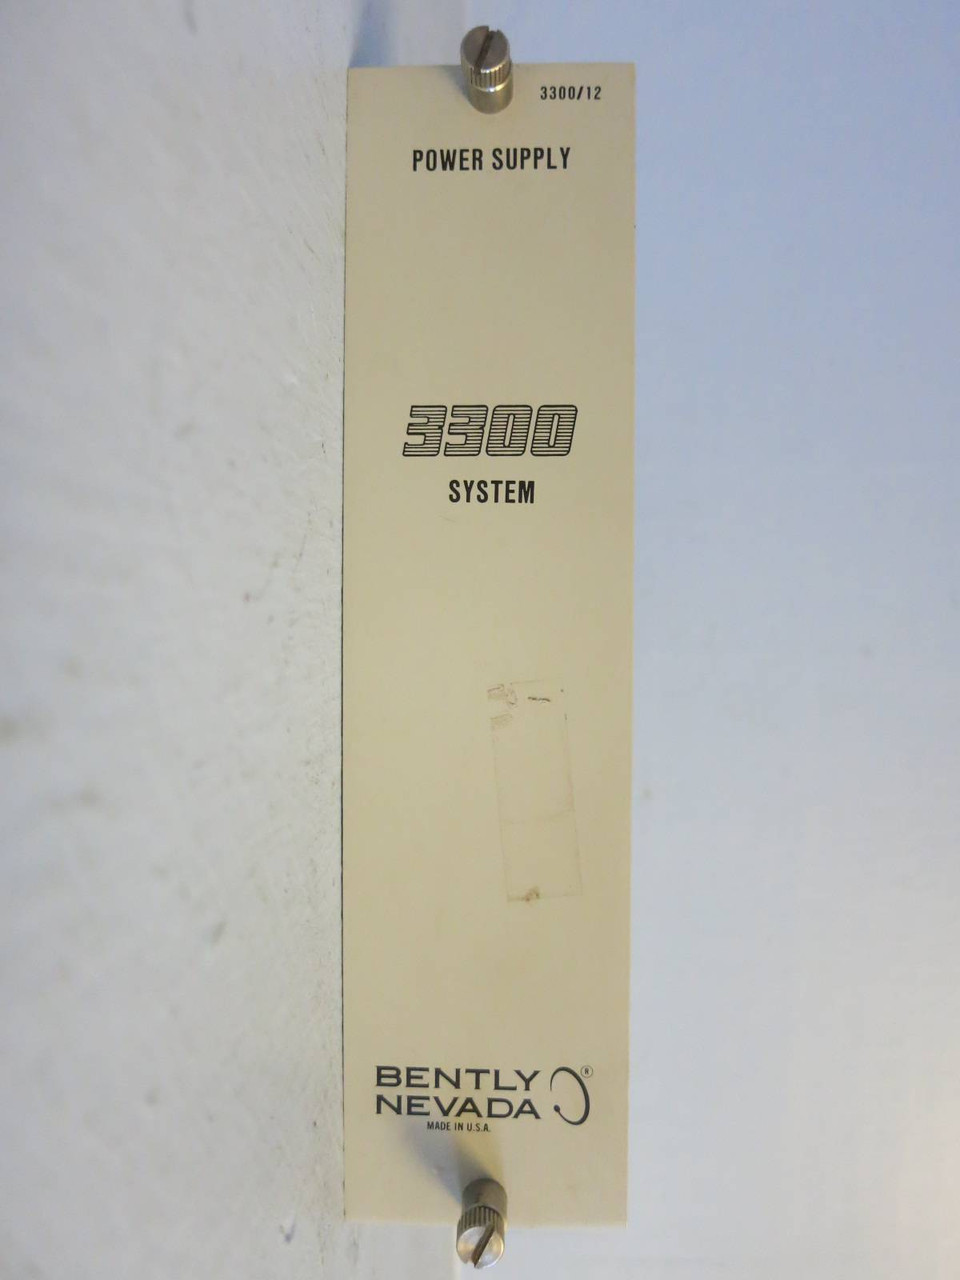 3300/12
POWER SUPPLY
3300
SYSTEM
BENTLY
NEVADA
®
MADE IN U.S.A.